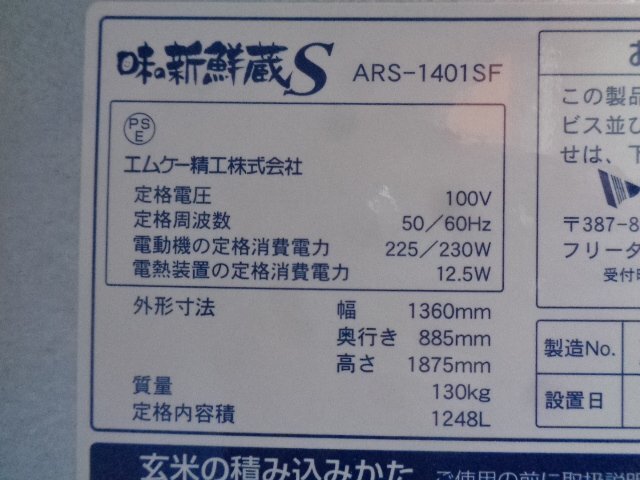 味の新鮮蔵S ARS-1401SF
PS
E
エムケー精工株式会社
定格電圧 100V
定格周波数 50/60Hz
電動機の定格消費電力 225/230W
電熱装置の定格消費電力 12.5W
外形寸法 幅 1360mm
奥行き 885mm
高さ 1875mm
質量 130kg
定格内容積 1248L
お
この製品
ビス並び
せは、下
〒387-8
フリーダ
受付時
製造No.
設置日
玄米の積み込みかた ご使用の前に取扱説明